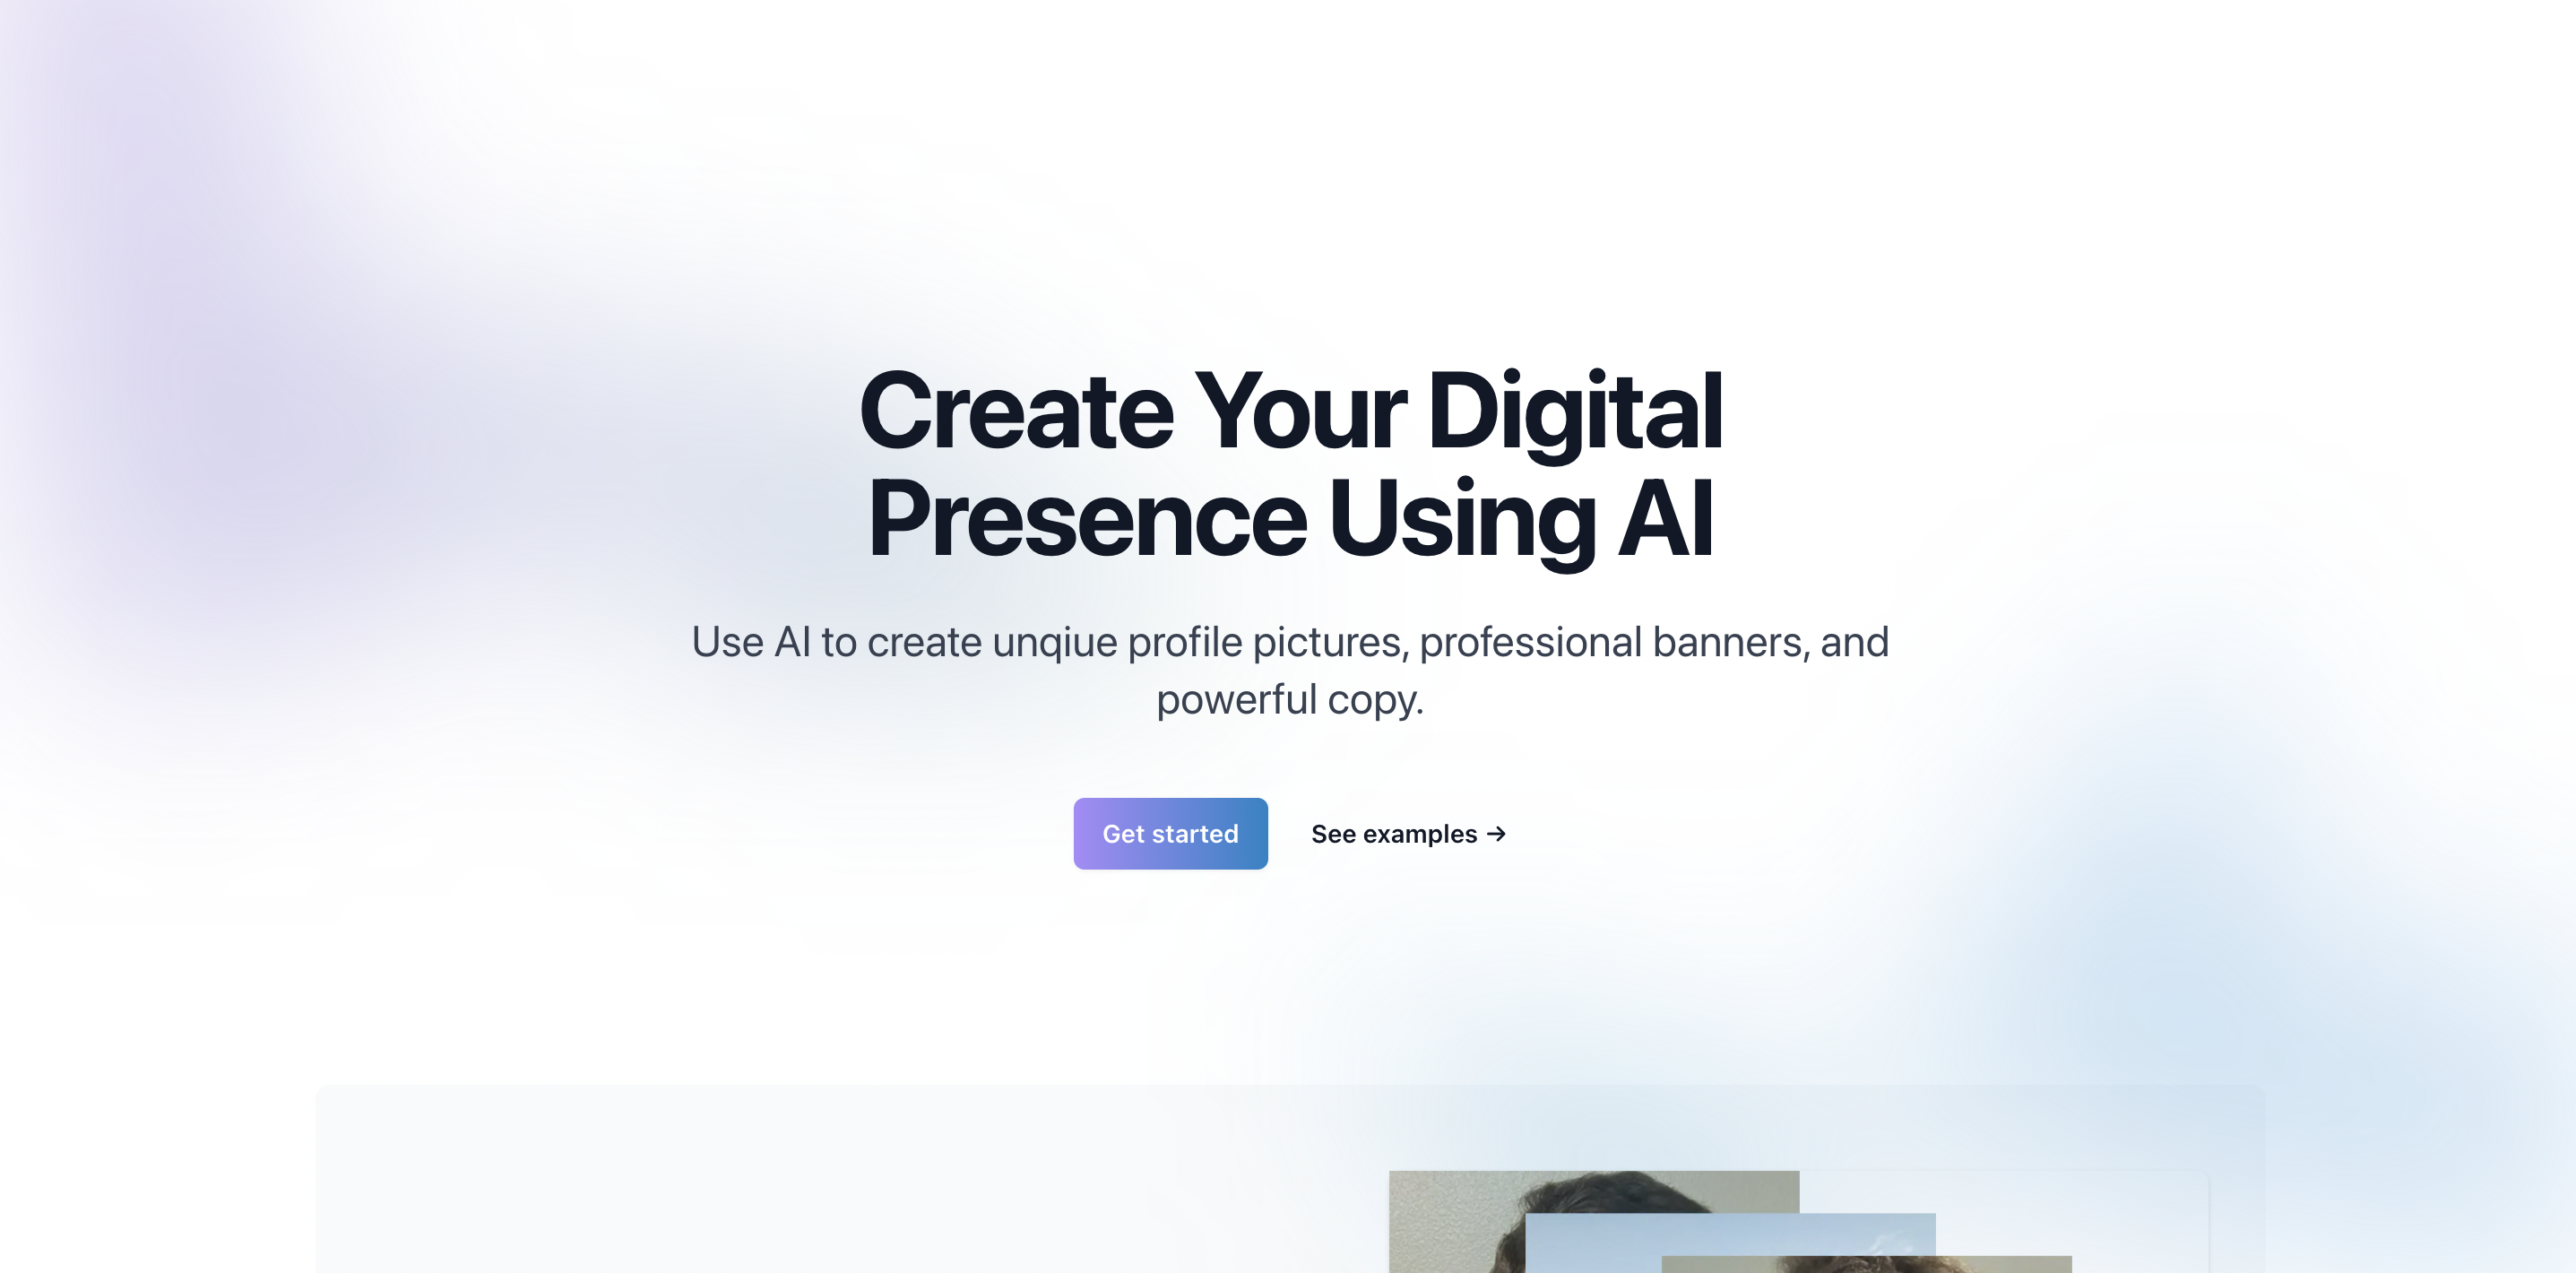 Create Your Digital
Presence Using AI
Use AI to create unqiue profile pictures, professional banners, and
powerful copy.
Get started
See examples →